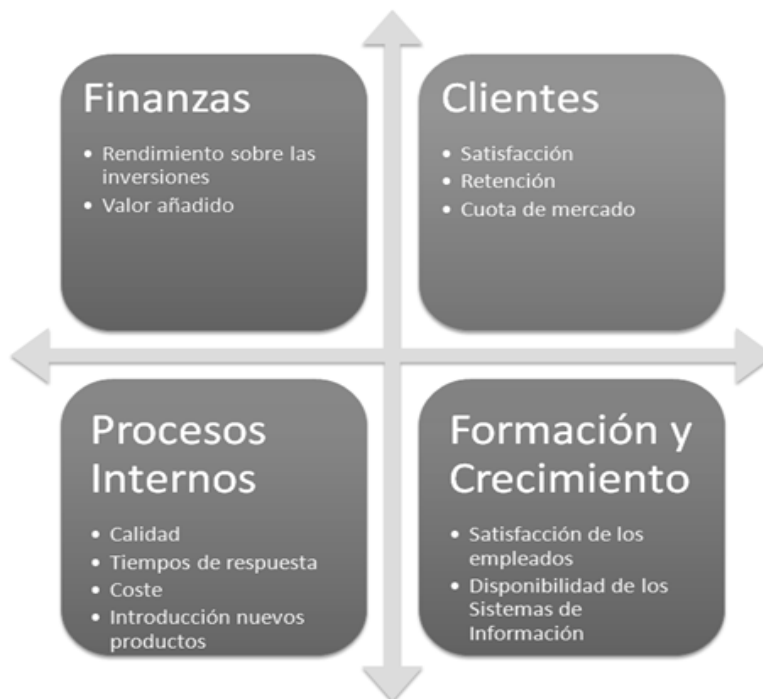 Finanzas
• Rendimiento sobre las
inversiones
• Valor añadido
Clientes
• Satisfacción
• Retención
• Cuota de mercado
Procesos
Internos
• Calidad
• Tiempos de respuesta
• Coste
• Introducción nuevos
productos
Formación y
Crecimiento
• Satisfacción de los
empleados
• Disponibilidad de los
Sistemas de
Información